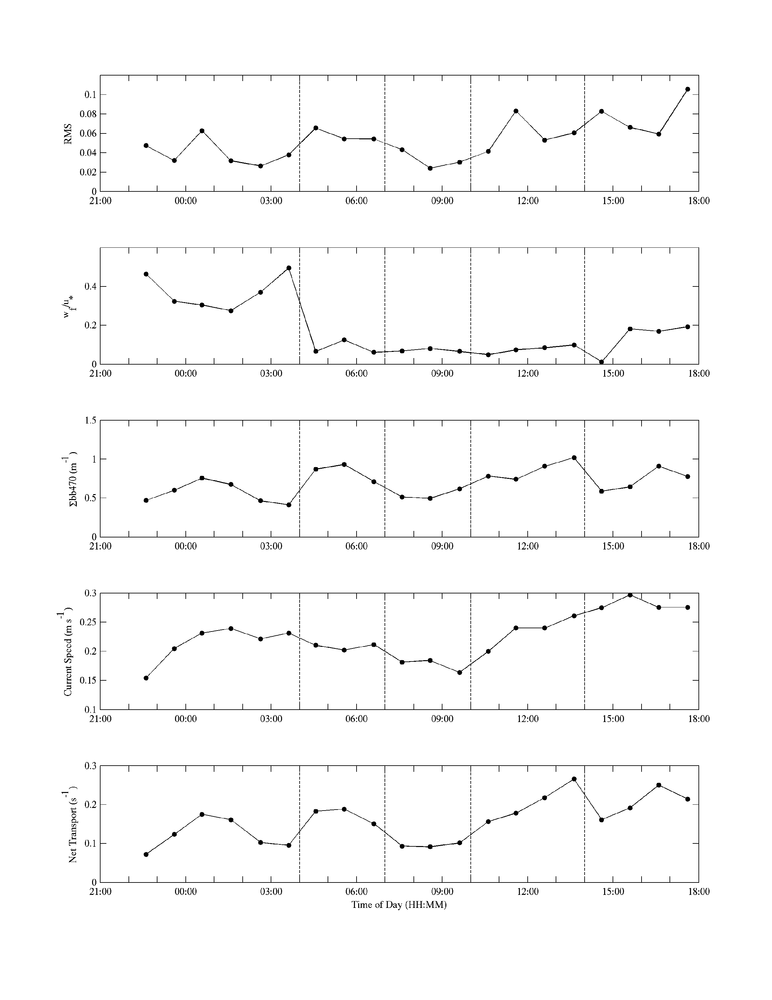 0.1
0.08
0.06
0.04
0.02
0
RMS
21:00 00:00 03:00 06:00 09:00 12:00 15:00 18:00
0.4
0.2
0
w_f/u_*
21:00 00:00 03:00 06:00 09:00 12:00 15:00 18:00
1.5
1
0.5
0
Σbb470 (m⁻¹)
21:00 00:00 03:00 06:00 09:00 12:00 15:00 18:00
0.3
0.25
0.2
0.15
0.1
Current Speed (m s⁻¹)
21:00 00:00 03:00 06:00 09:00 12:00 15:00 18:00
0.3
0.2
0.1
0
Net Transport (s⁻¹)
21:00 00:00 03:00 06:00 09:00 12:00 15:00 18:00
Time of Day (HH:MM)